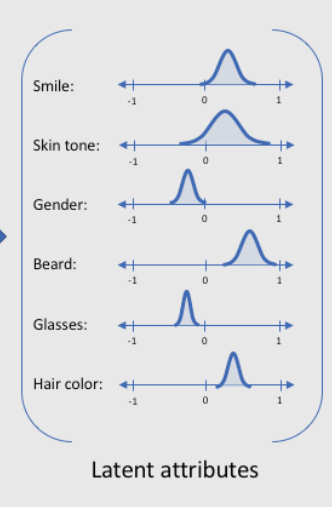 Smile:
-1 0 1
Skin tone:
-1 0 1
Gender:
-1 0 1
Beard:
-1 0 1
Glasses:
-1 0 1
Hair color:
-1 0 1
Latent attributes